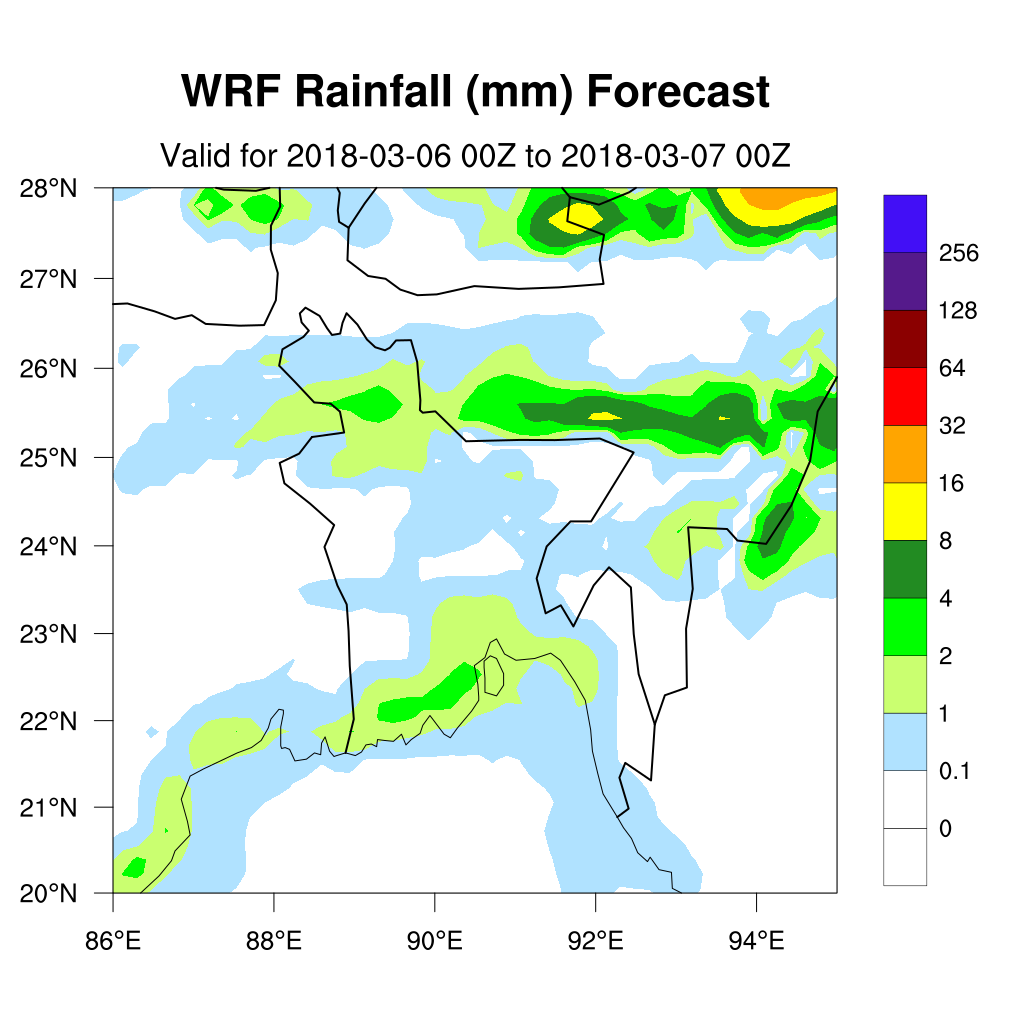 WRF Rainfall (mm) Forecast
Valid for 2018-03-06 00Z to 2018-03-07 00Z
28°N
27°N
26°N
25°N
24°N
23°N
22°N
21°N
20°N
86°E 88°E 90°E 92°E 94°E
256
128
64
32
16
8
4
2
1
0.1
0